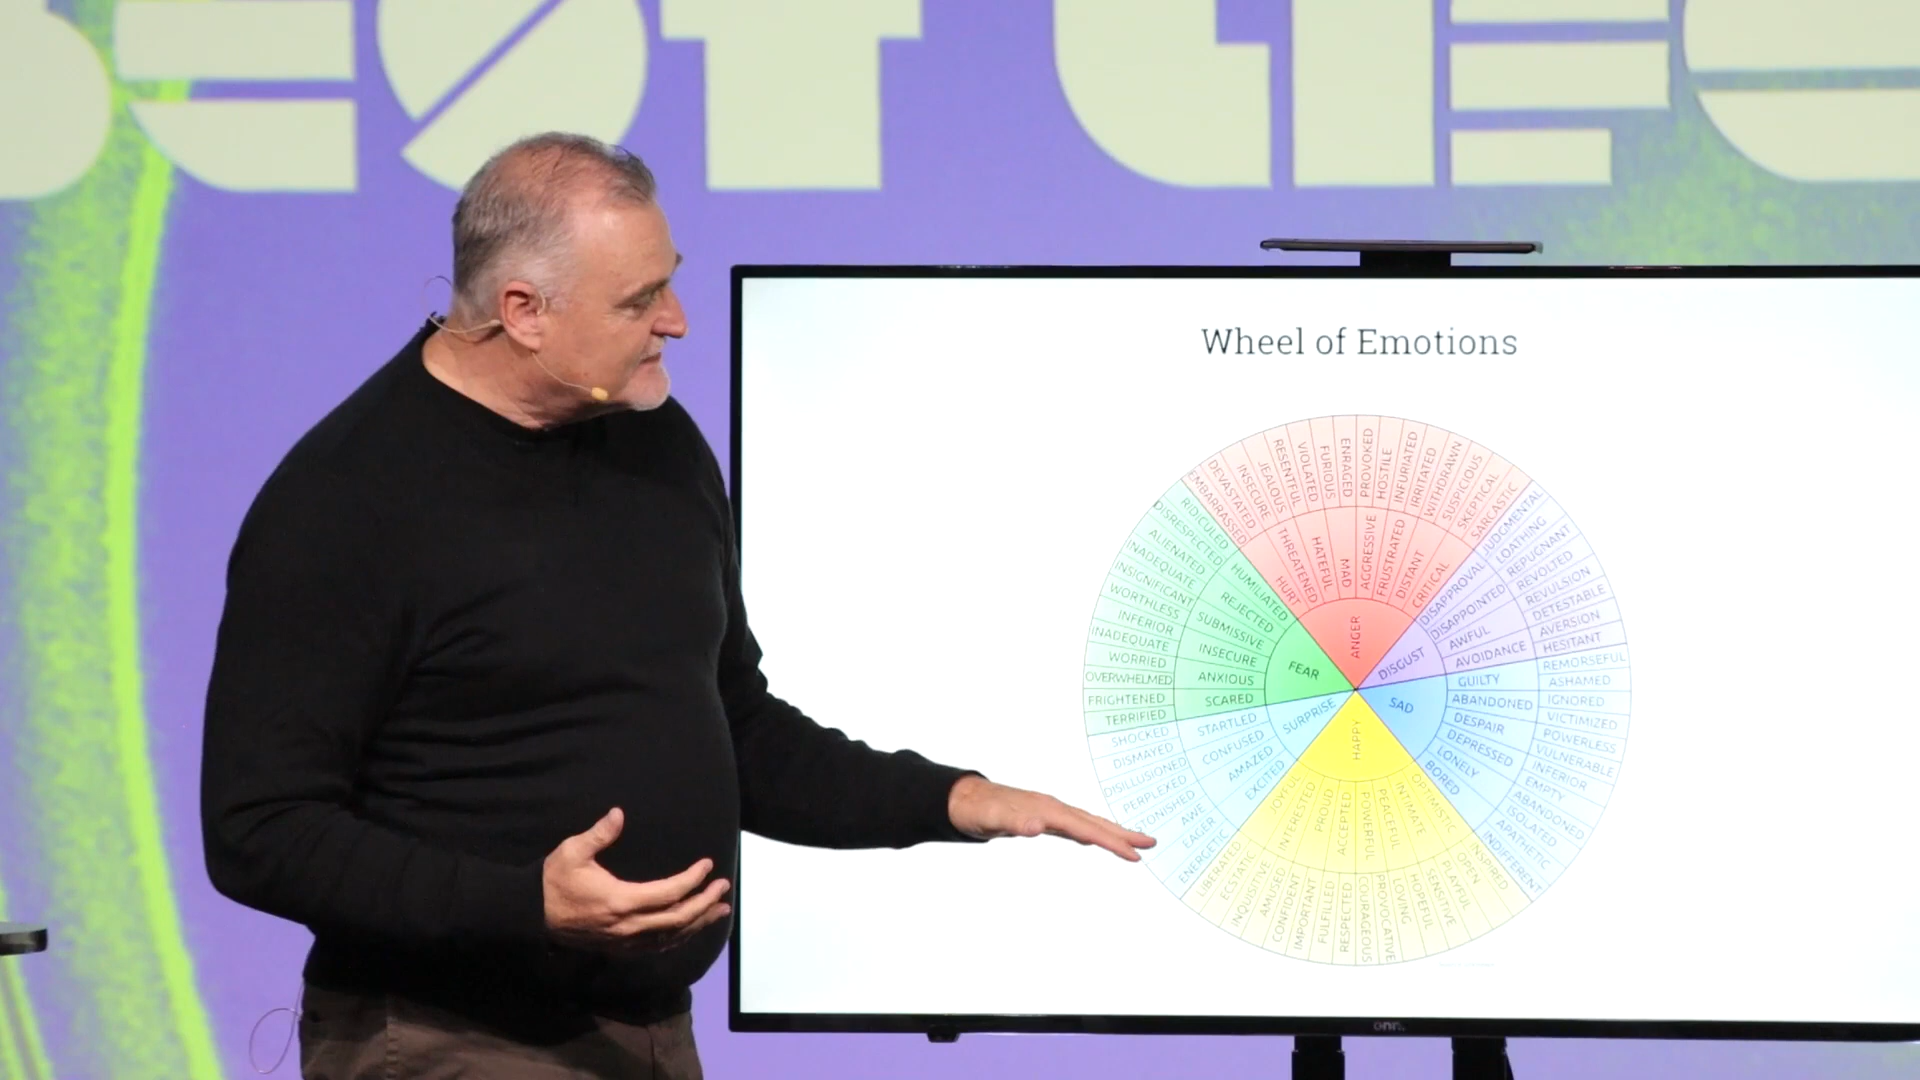 Wheel of Emotions
ANGER
HURT
THREATENED
HATEFUL
MAD
AGGRESSIVE
FRUSTRATED
DISTANT
CRITICAL
EMBARRASSED
DEVASTATED
INSECURE
JEALOUS
RESENTFUL
VIOLATED
FURIOUS
ENRAGED
PROVOKED
HOSTILE
INFURIATED
IRRITATED
WITHDRAWN
SUSPICIOUS
SKEPTICAL
SARCASTIC
DISGUST
DISAPPROVAL
DISAPPOINTED
AWFUL
AVOIDANCE
JUDGMENTAL
LOATHING
REPUGNANT
REVOLTED
REVULSION
DETESTABLE
AVERSION
HESITANT
SAD
GUILTY
ABANDONED
DESPAIR
DEPRESSED
LONELY
BORED
REMORSEFUL
ASHAMED
IGNORED
VICTIMIZED
POWERLESS
VULNERABLE
INFERIOR
EMPTY
ABANDONED
ISOLATED
APATHETIC
INDIFFERENT
HAPPY
OPTIMISTIC
INTIMATE
PEACEFUL
POWERFUL
ACCEPTED
PROUD
INTERESTED
JOYFUL
INSPIRED
OPEN
PLAYFUL
SENSITIVE
HOPEFUL
LOVING
PROVOCATIVE
COURAGEOUS
RESPECTED
FULFILLED
IMPORTANT
CONFIDENT
AMUSED
INQUISITIVE
ECSTATIC
LIBERATED
SURPRISE
EXCITED
AMAZED
CONFUSED
STARTLED
ENERGETIC
EAGER
AWE
STONISHED
PERPLEXED
DISILLUSIONED
DISMAYED
SHOCKED
FEAR
SCARED
ANXIOUS
INSECURE
SUBMISSIVE
REJECTED
HUMILIATED
TERRIFIED
FRIGHTENED
OVERWHELMED
WORRIED
INADEQUATE
INFERIOR
WORTHLESS
INSIGNIFICANT
INADEQUATE
ALIENATED
DISRESPECTED
RIDICULED
onn.